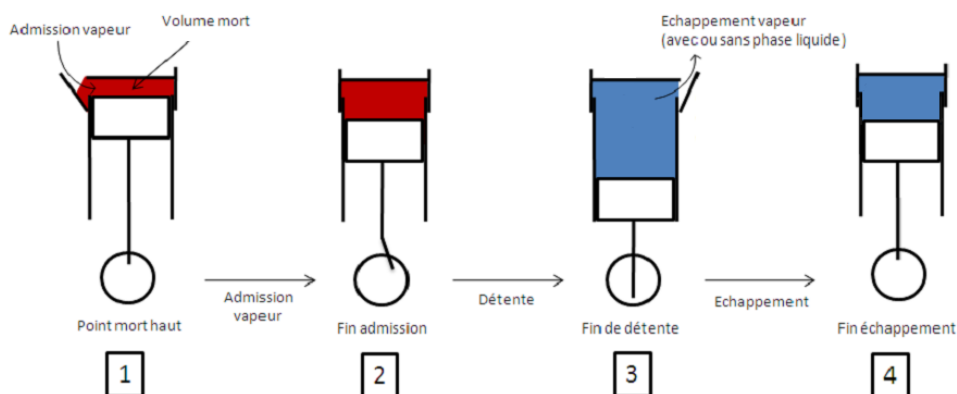 Admission vapeur
Volume mort
Echappement vapeur
(avec ou sans phase liquide)
Point mort haut
Admission
vapeur
Fin admission
Détente
Fin de détente
Echappement
Fin échappement
1
2
3
4